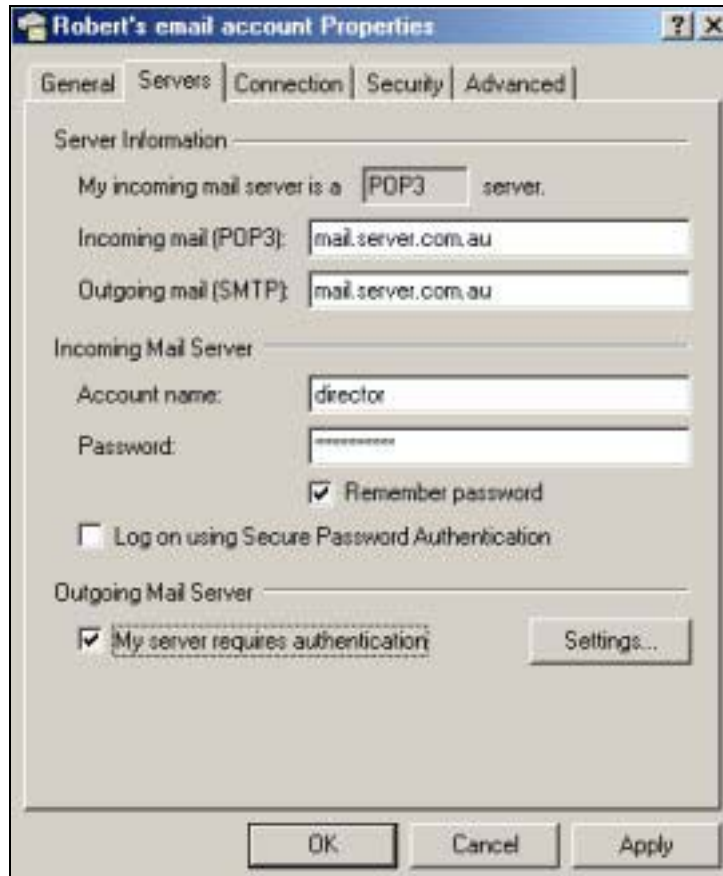 Robert's email account Properties
General Servers Connection Security Advanced
Server Information
My incoming mail server is a POP3 server.
Incoming mail (POP3): mail.server.com.au
Outgoing mail (SMTP): mail.server.com.au
Incoming Mail Server
Account name: director
Password: **********
Remember password
Log on using Secure Password Authentication
Outgoing Mail Server
My server requires authentication Settings...
OK Cancel Apply